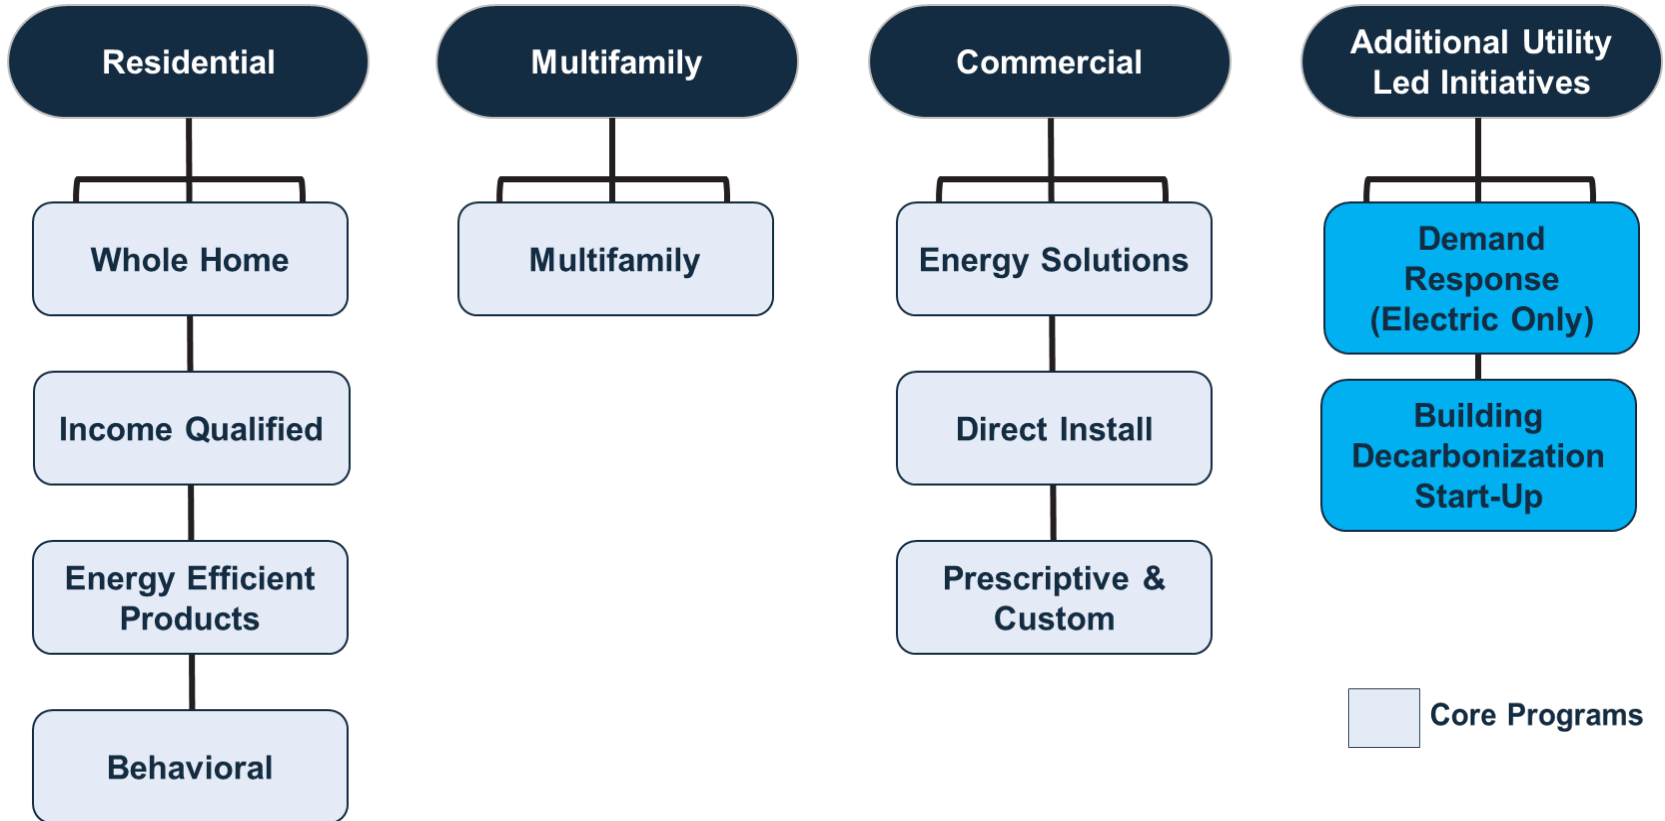 Residential
Multifamily
Commercial
Additional Utility
Led Initiatives
Whole Home
Income Qualified
Energy Efficient
Products
Behavioral
Multifamily
Energy Solutions
Direct Install
Prescriptive &
Custom
Demand
Response
(Electric Only)
Building
Decarbonization
Start-Up
Core Programs